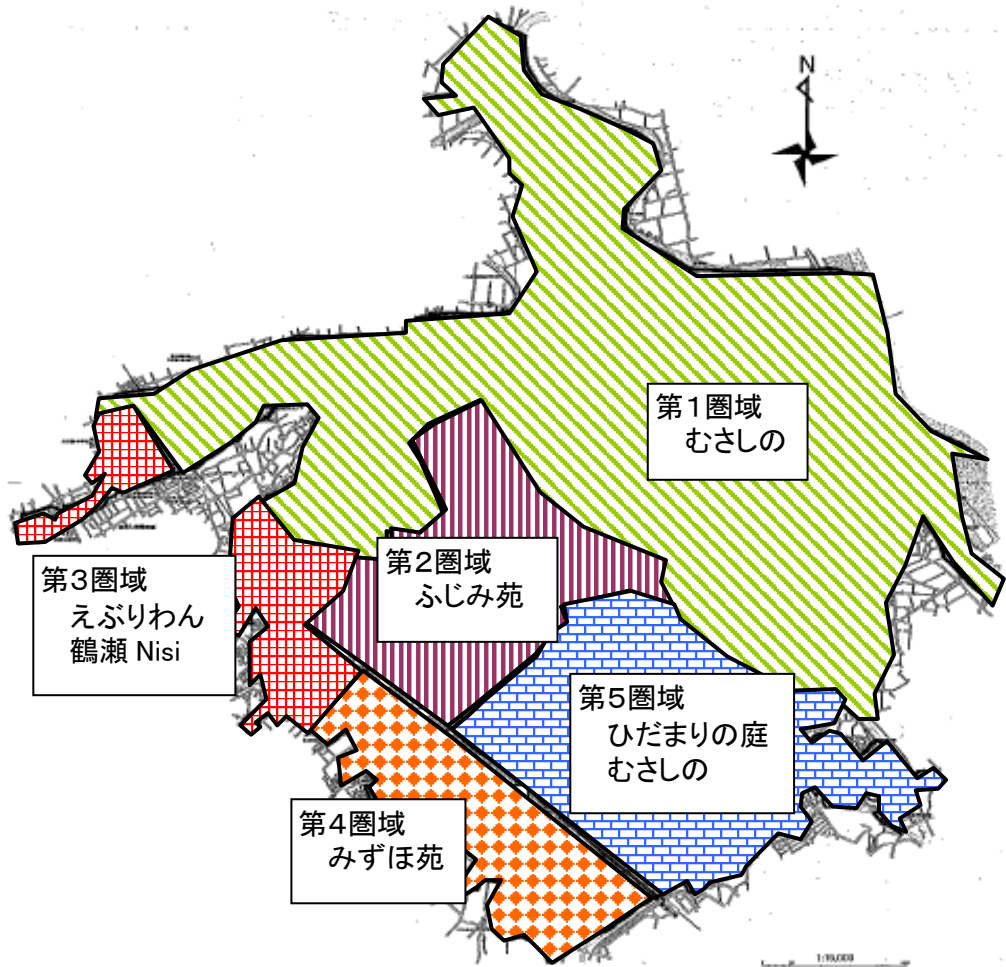 N
第1圏域
むさしの
第2圏域
ふじみ苑
第3圏域
えぶりわん
鶴瀬 Nisi
第5圏域
ひだまりの庭
むさしの
第4圏域
みずほ苑